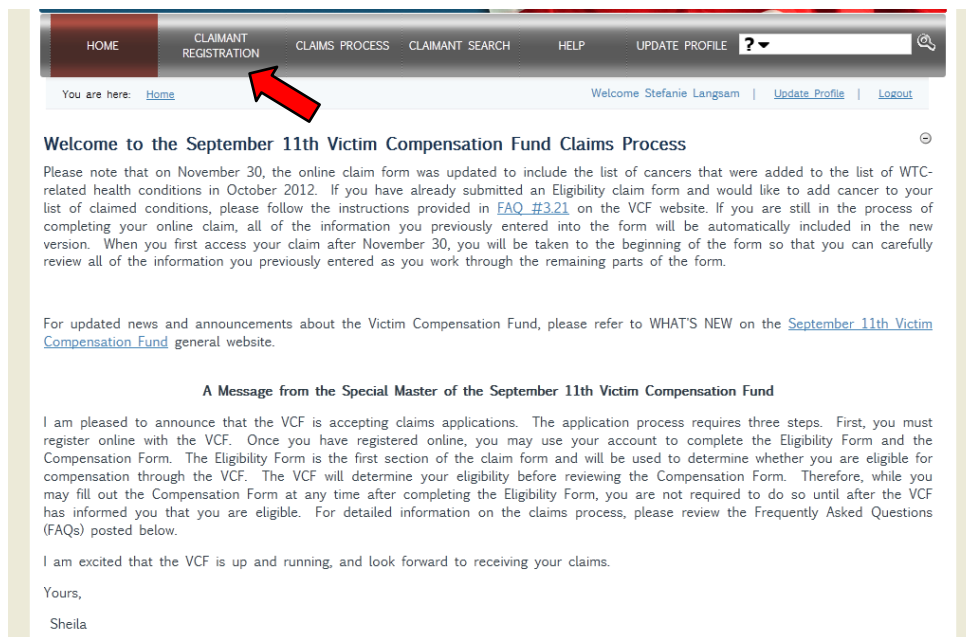 HOME
CLAIMANT
REGISTRATION
CLAIMS PROCESS
CLAIMANT SEARCH
HELP
UPDATE PROFILE
?
You are here: Home
Welcome Stefanie Langsam | Update Profile | Logout
Welcome to the September 11th Victim Compensation Fund Claims Process
Please note that on November 30, the online claim form was updated to include the list of cancers that were added to the list of WTC-
related health conditions in October 2012. If you have already submitted an Eligibility claim form and would like to add cancer to your
list of claimed conditions, please follow the instructions provided in FAQ #3.21 on the VCF website. If you are still in the process of
completing your online claim, all of the information you previously entered into the form will be automatically included in the new
version. When you first access your claim after November 30, you will be taken to the beginning of the form so that you can carefully
review all of the information you previously entered as you work through the remaining parts of the form.
For updated news and announcements about the Victim Compensation Fund, please refer to WHAT'S NEW on the September 11th Victim
Compensation Fund general website.
A Message from the Special Master of the September 11th Victim Compensation Fund
I am pleased to announce that the VCF is accepting claims applications. The application process requires three steps. First, you must
register online with the VCF. Once you have registered online, you may use your account to complete the Eligibility Form and the
Compensation Form. The Eligibility Form is the first section of the claim form and will be used to determine whether you are eligible for
compensation through the VCF. The VCF will determine your eligibility before reviewing the Compensation Form. Therefore, while you
may fill out the Compensation Form at any time after completing the Eligibility Form, you are not required to do so until after the VCF
has informed you that you are eligible. For detailed information on the claims process, please review the Frequently Asked Questions
(FAQs) posted below.
I am excited that the VCF is up and running, and look forward to receiving your claims.
Yours,
Sheila